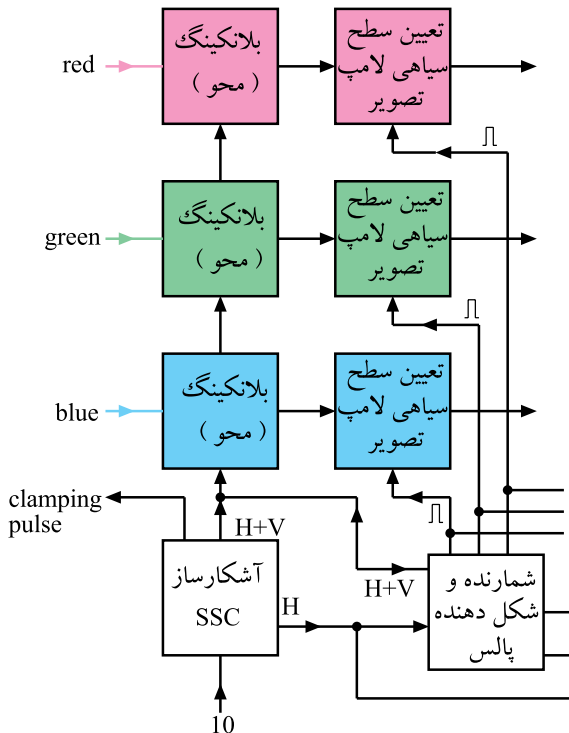 red
بلانکینگ
( محو )
تعیین سطح
سیاهی لامپ
تصویر
green
بلانکینگ
( محو )
تعیین سطح
سیاهی لامپ
تصویر
blue
بلانکینگ
( محو )
تعیین سطح
سیاهی لامپ
تصویر
clamping
pulse
H+V
آشکارساز
SSC
H
H+V
شمارنده و
شکل دهنده
پالس
10